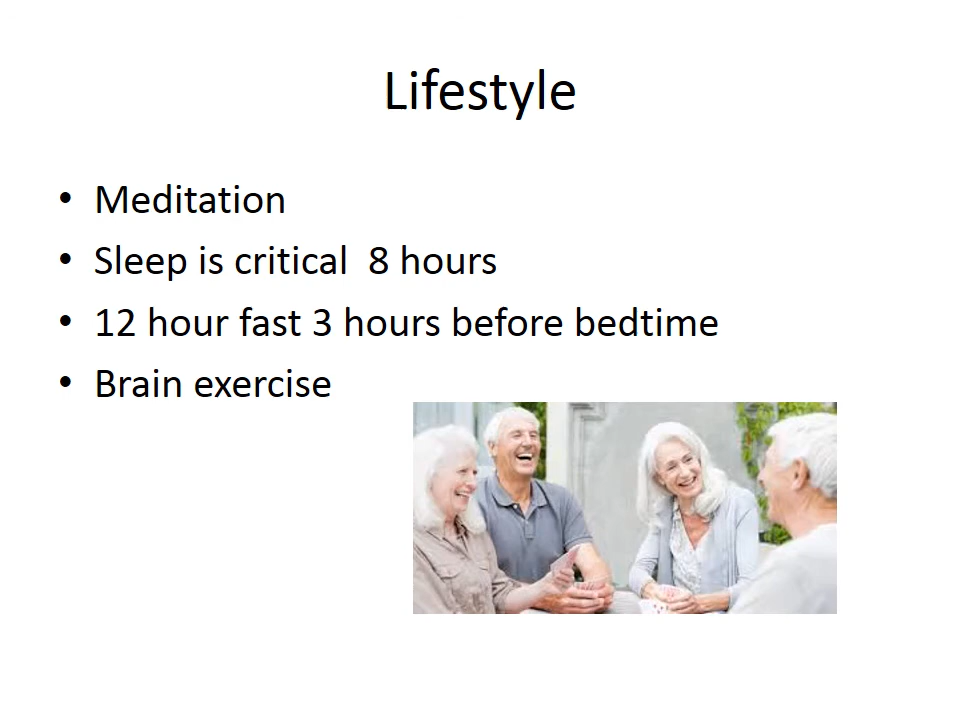 Lifestyle
• Meditation
• Sleep is critical  8 hours
• 12 hour fast 3 hours before bedtime
• Brain exercise